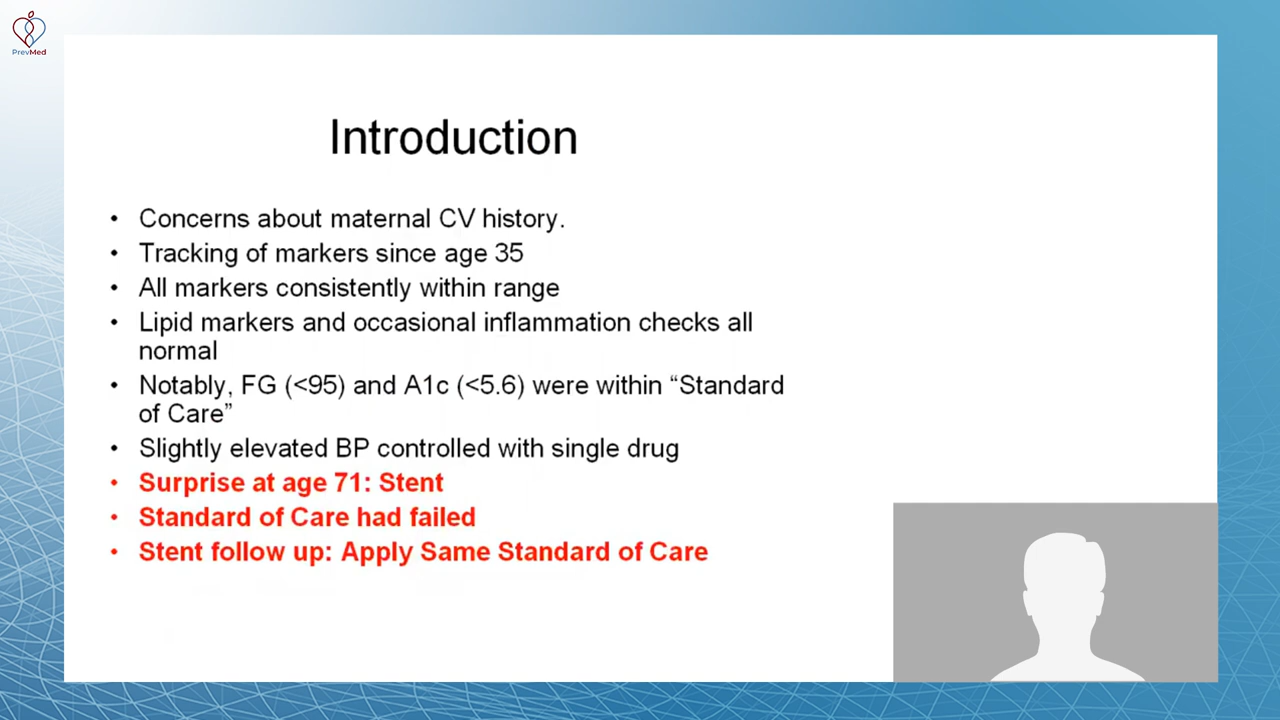 PrevMed
Introduction
• Concerns about maternal CV history.
• Tracking of markers since age 35
• All markers consistently within range
• Lipid markers and occasional inflammation checks all
normal
• Notably, FG (<95) and A1c (<5.6) were within “Standard
of Care”
• Slightly elevated BP controlled with single drug
• Surprise at age 71: Stent
• Standard of Care had failed
• Stent follow up: Apply Same Standard of Care